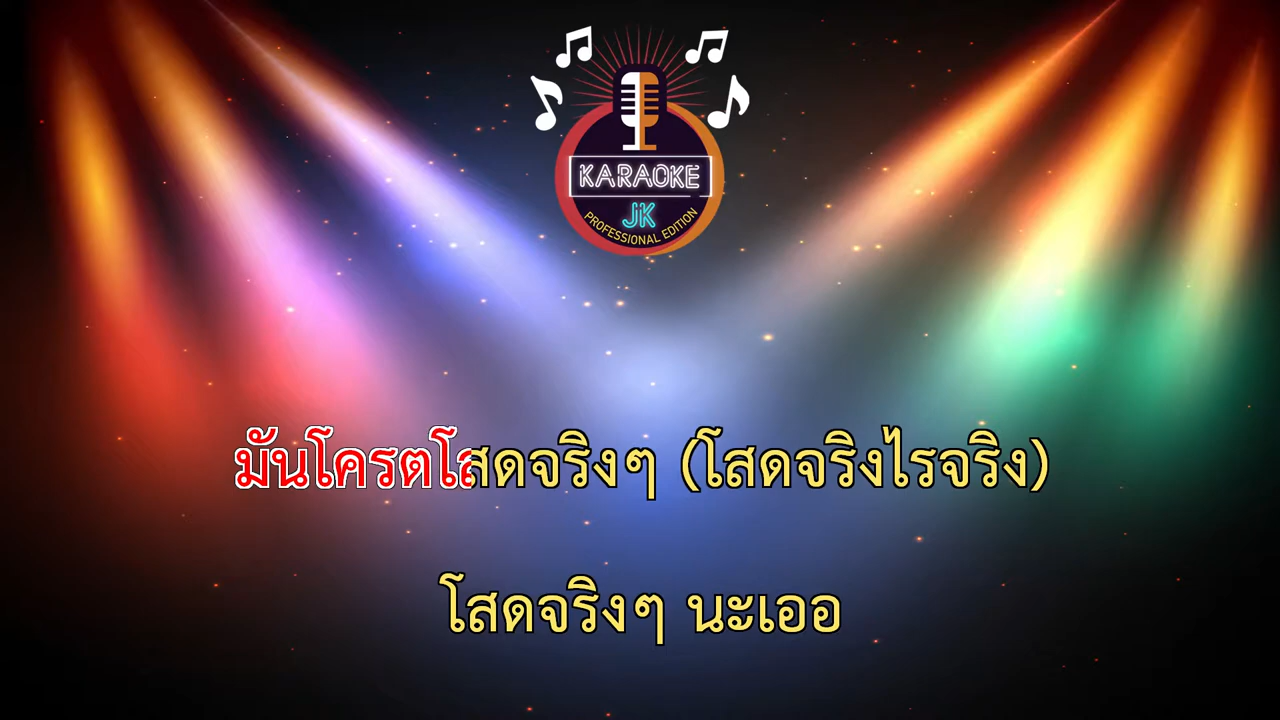 KARAOKE
JK
PROFESSIONAL EDITION
มันโครตโสดจริงๆ (โสดจริงไรจริง)
โสดจริงๆ นะเออ